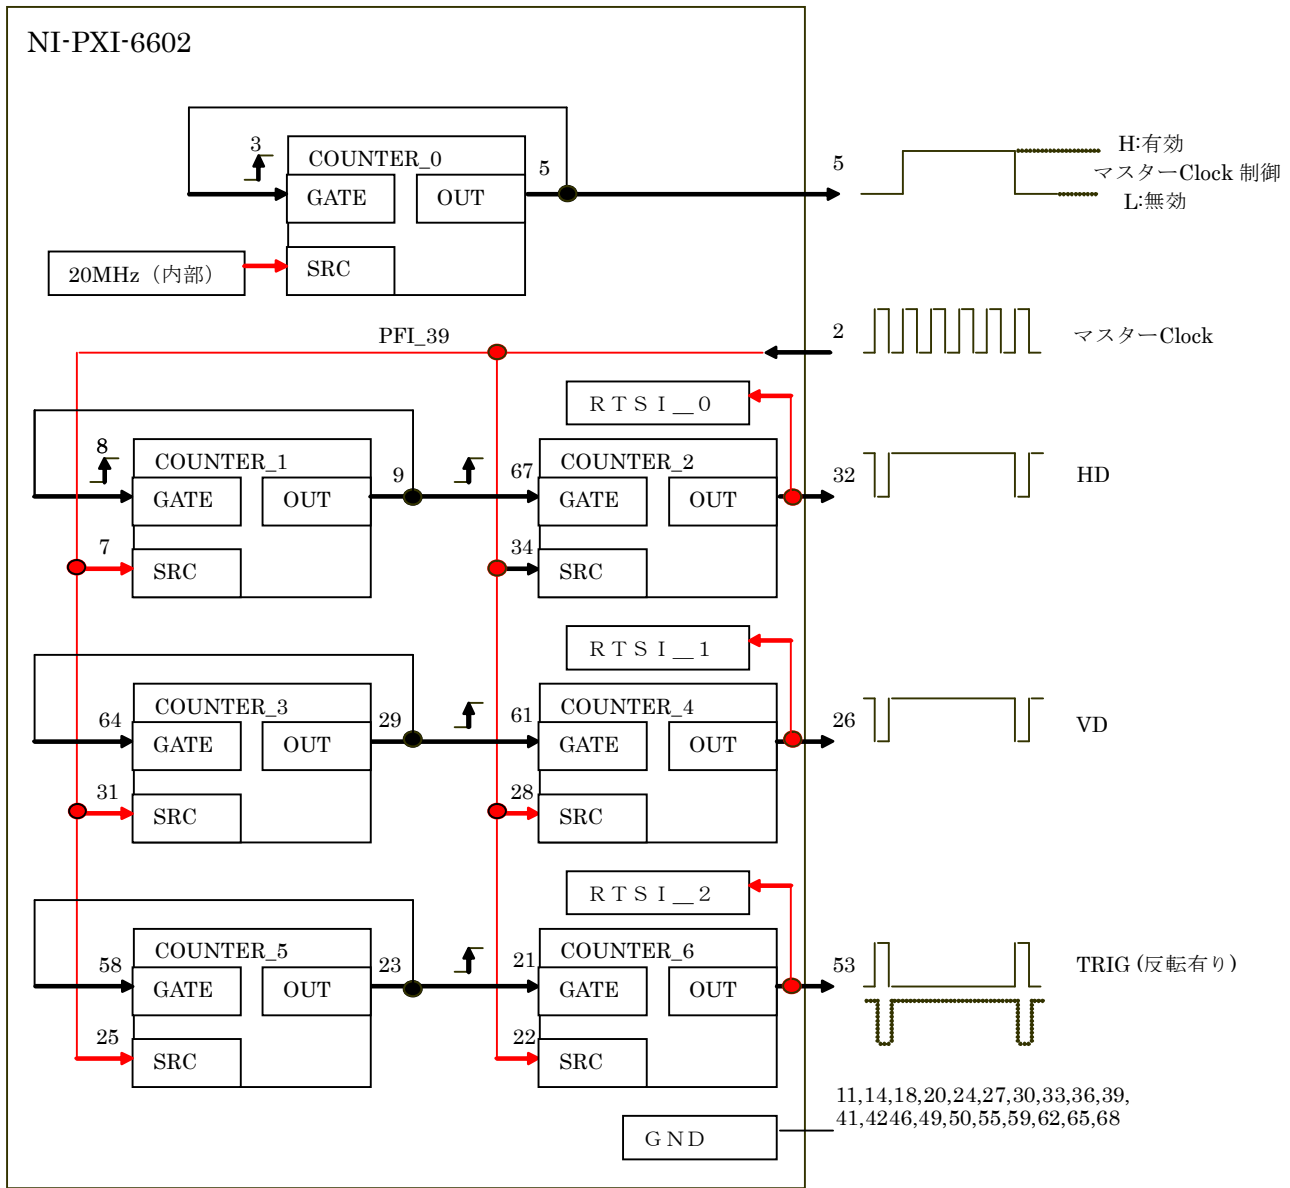 NI-PXI-6602
3
COUNTER_0
5
GATE
OUT
20MHz（内部）
SRC
5
H:有効
マスターClock 制御
L:無効
PFI_39
2
マスターClock
ＲＴＳＩ＿０
8
COUNTER_1
9
67
COUNTER_2
32
HD
GATE
OUT
GATE
OUT
7
SRC
34
SRC
ＲＴＳＩ＿１
64
COUNTER_3
29
61
COUNTER_4
26
VD
GATE
OUT
GATE
OUT
31
SRC
28
SRC
ＲＴＳＩ＿２
58
COUNTER_5
23
21
COUNTER_6
53
TRIG (反転有り)
GATE
OUT
GATE
OUT
25
SRC
22
SRC
ＧＮＤ
11,14,18,20,24,27,30,33,36,39,
41,4246,49,50,55,59,62,65,68